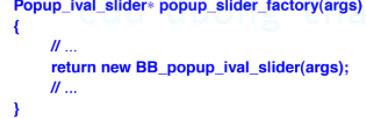 Popup_ival_slider* popup_slider_factory(args)
{
// ...
return new BB_popup_ival_slider(args);
// ...
}